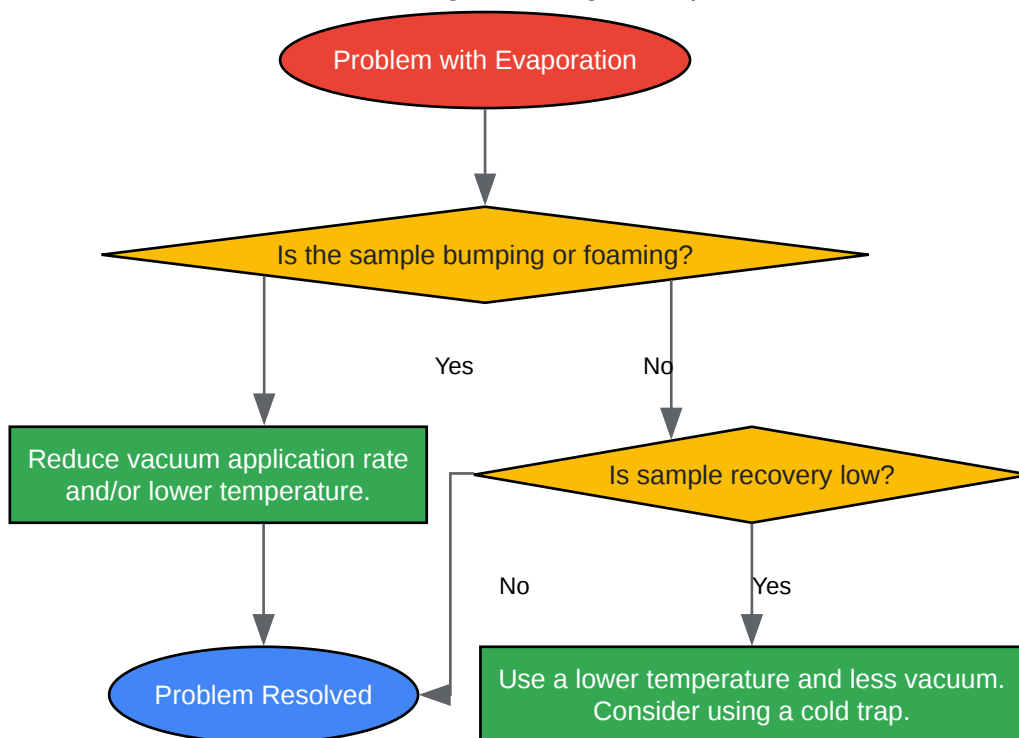 Problem with Evaporation
Is the sample bumping or foaming?
Yes
No
Reduce vacuum application rate
and/or lower temperature.
Is sample recovery low?
No
Yes
Problem Resolved
Use a lower temperature and less vacuum.
Consider using a cold trap.